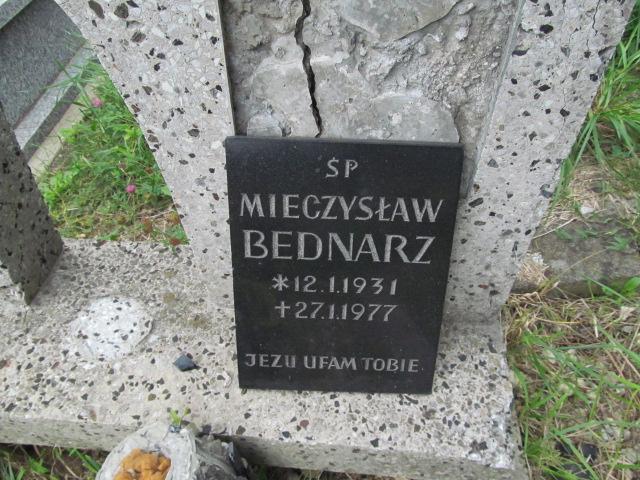 ŚP
MIECZYSŁAW
BEDNARZ
*12.1.1931
+27.1.1977
JEZU UFAM TOBIE